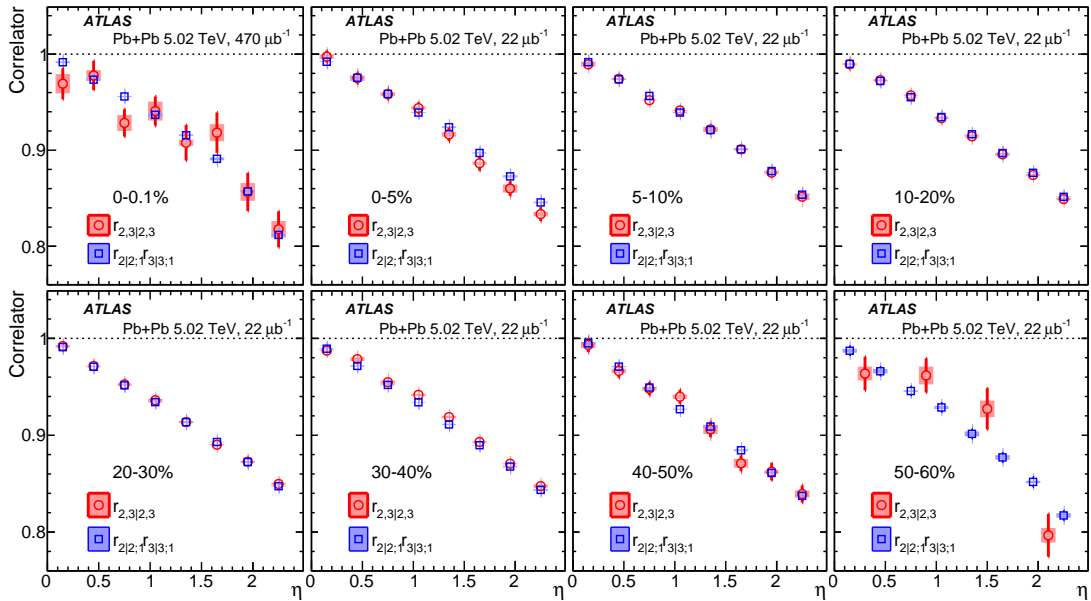 ATLAS
Pb+Pb 5.02 TeV, 470 μb-1
0-0.1%
r2,3|2,3
r2|2;1r3|3;1
Correlator
1
0.9
0.8
ATLAS
Pb+Pb 5.02 TeV, 22 μb-1
0-5%
r2,3|2,3
r2|2;1r3|3;1
ATLAS
Pb+Pb 5.02 TeV, 22 μb-1
5-10%
r2,3|2,3
r2|2;1r3|3;1
ATLAS
Pb+Pb 5.02 TeV, 22 μb-1
10-20%
r2,3|2,3
r2|2;1r3|3;1
ATLAS
Pb+Pb 5.02 TeV, 22 μb-1
20-30%
r2,3|2,3
r2|2;1r3|3;1
Correlator
1
0.9
0.8
0 0.5 1 1.5 2 η
ATLAS
Pb+Pb 5.02 TeV, 22 μb-1
30-40%
r2,3|2,3
r2|2;1r3|3;1
0 0.5 1 1.5 2 η
ATLAS
Pb+Pb 5.02 TeV, 22 μb-1
40-50%
r2,3|2,3
r2|2;1r3|3;1
0 0.5 1 1.5 2 η
ATLAS
Pb+Pb 5.02 TeV, 22 μb-1
50-60%
r2,3|2,3
r2|2;1r3|3;1
0 0.5 1 1.5 2 η